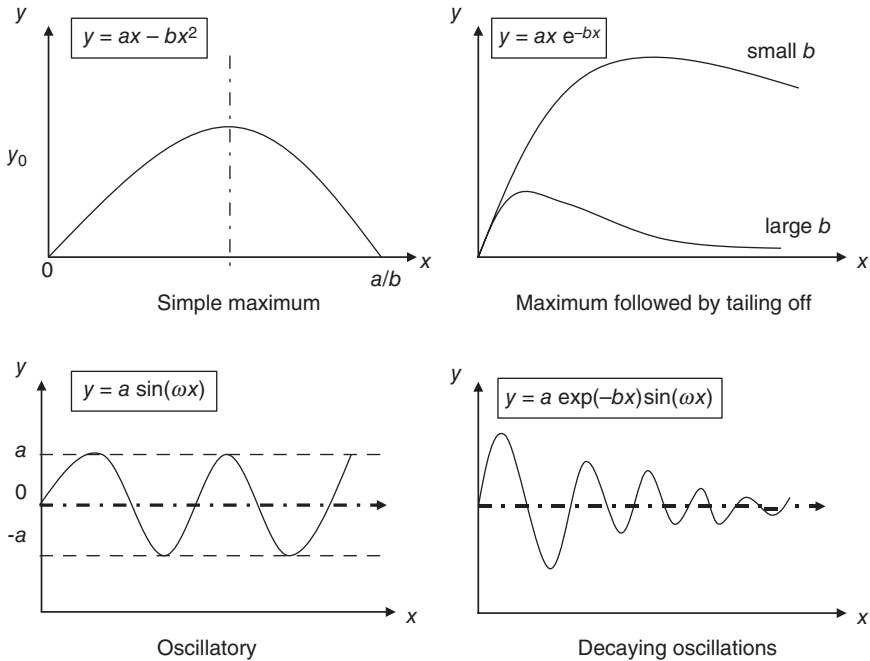 y
y = ax – bx²
y₀
0
a/b
x
Simple maximum
y
y = ax e⁻ᵇˣ
small b
large b
x
Maximum followed by tailing off
y
y = a sin(ωx)
a
0
-a
x
Oscillatory
y
y = a exp(–bx)sin(ωx)
x
Decaying oscillations